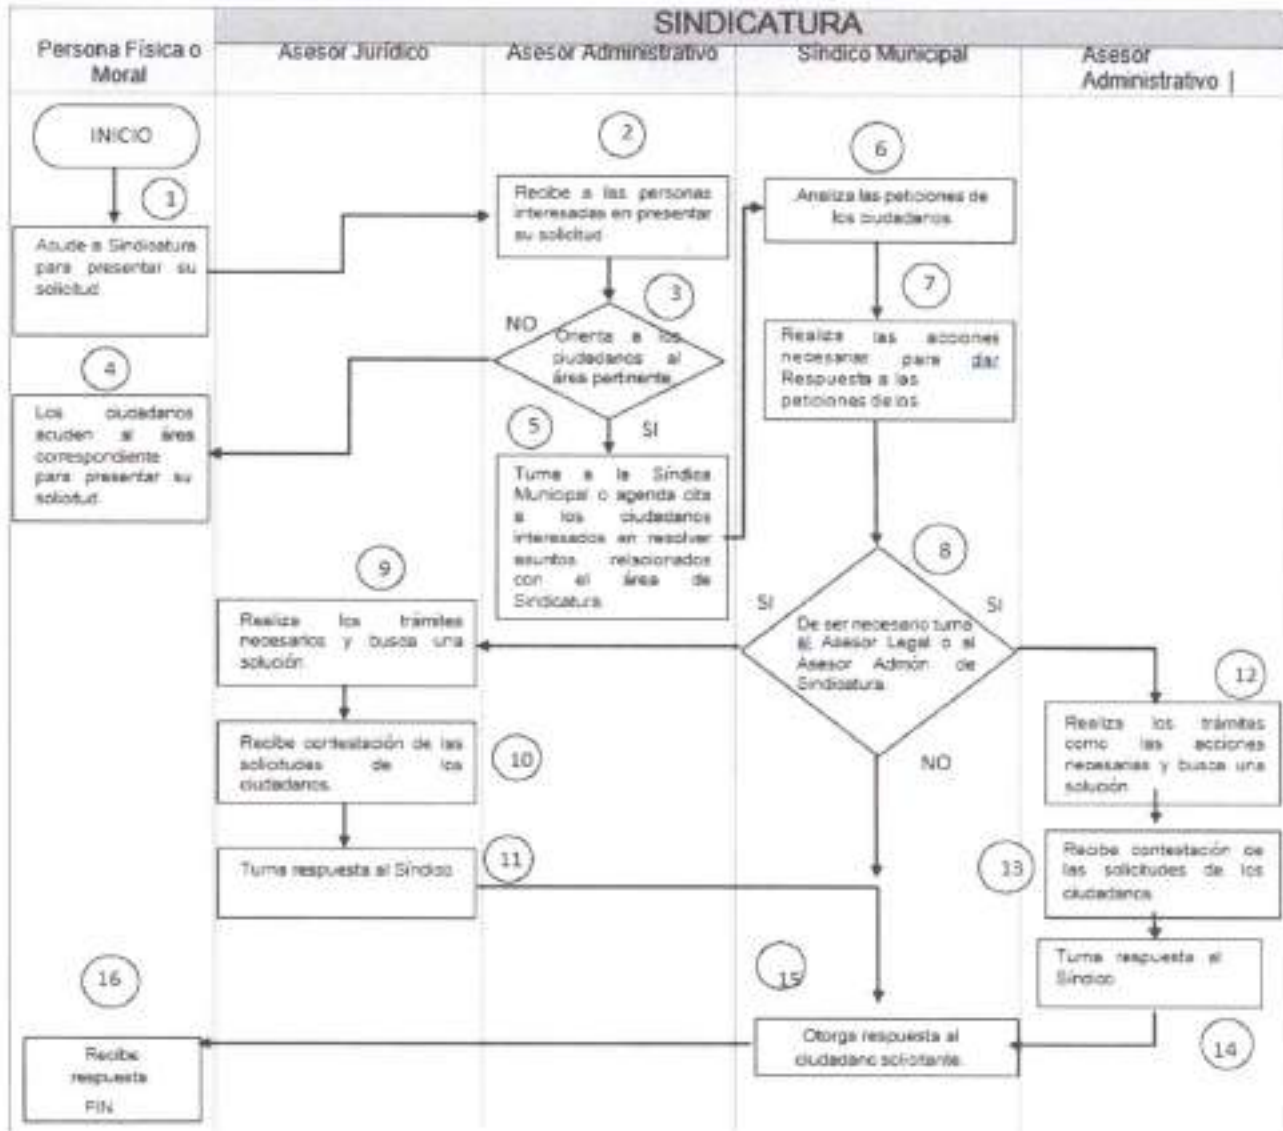 SINDICATURA
Persona Física o
Moral
Asesor Jurídico
Asesor Administrativo
Síndico Municipal
Asesor
Administrativo
INICIO
1
Acude a Sindicatura
para presentar su
solicitud
2
Recibe a las personas
interesadas en presentar
su solicitud
3
NO
Orienta a los
ciudadanos al
área pertinente
SI
4
Los ciudadanos
acuden al área
correspondiente
para presentar su
solicitud.
5
Turna a la Síndica
Municipal o agenda cita
a los ciudadanos
interesados en resolver
asuntos relacionados
con el área de
Sindicatura.
6
Analiza las peticiones de
los ciudadanos.
7
Realiza las acciones
necesarias para dar
Respuesta a las
peticiones de los
8
SI
SI
De ser necesario turna
al Asesor Legal o al
Asesor Admón de
Sindicatura.
NO
9
Realiza los trámites
necesarios y busca una
solución.
10
Recibe contestación de las
solicitudes de los
ciudadanos.
11
Turna respuesta al Síndico
12
Realiza los trámites
como las acciones
necesarias y busca una
solución
13
Recibe contestación de
las solicitudes de los
ciudadanos
Turna respuesta al
Síndico
14
15
Otorga respuesta al
ciudadano solicitante.
16
Recibe
respuesta
FIN